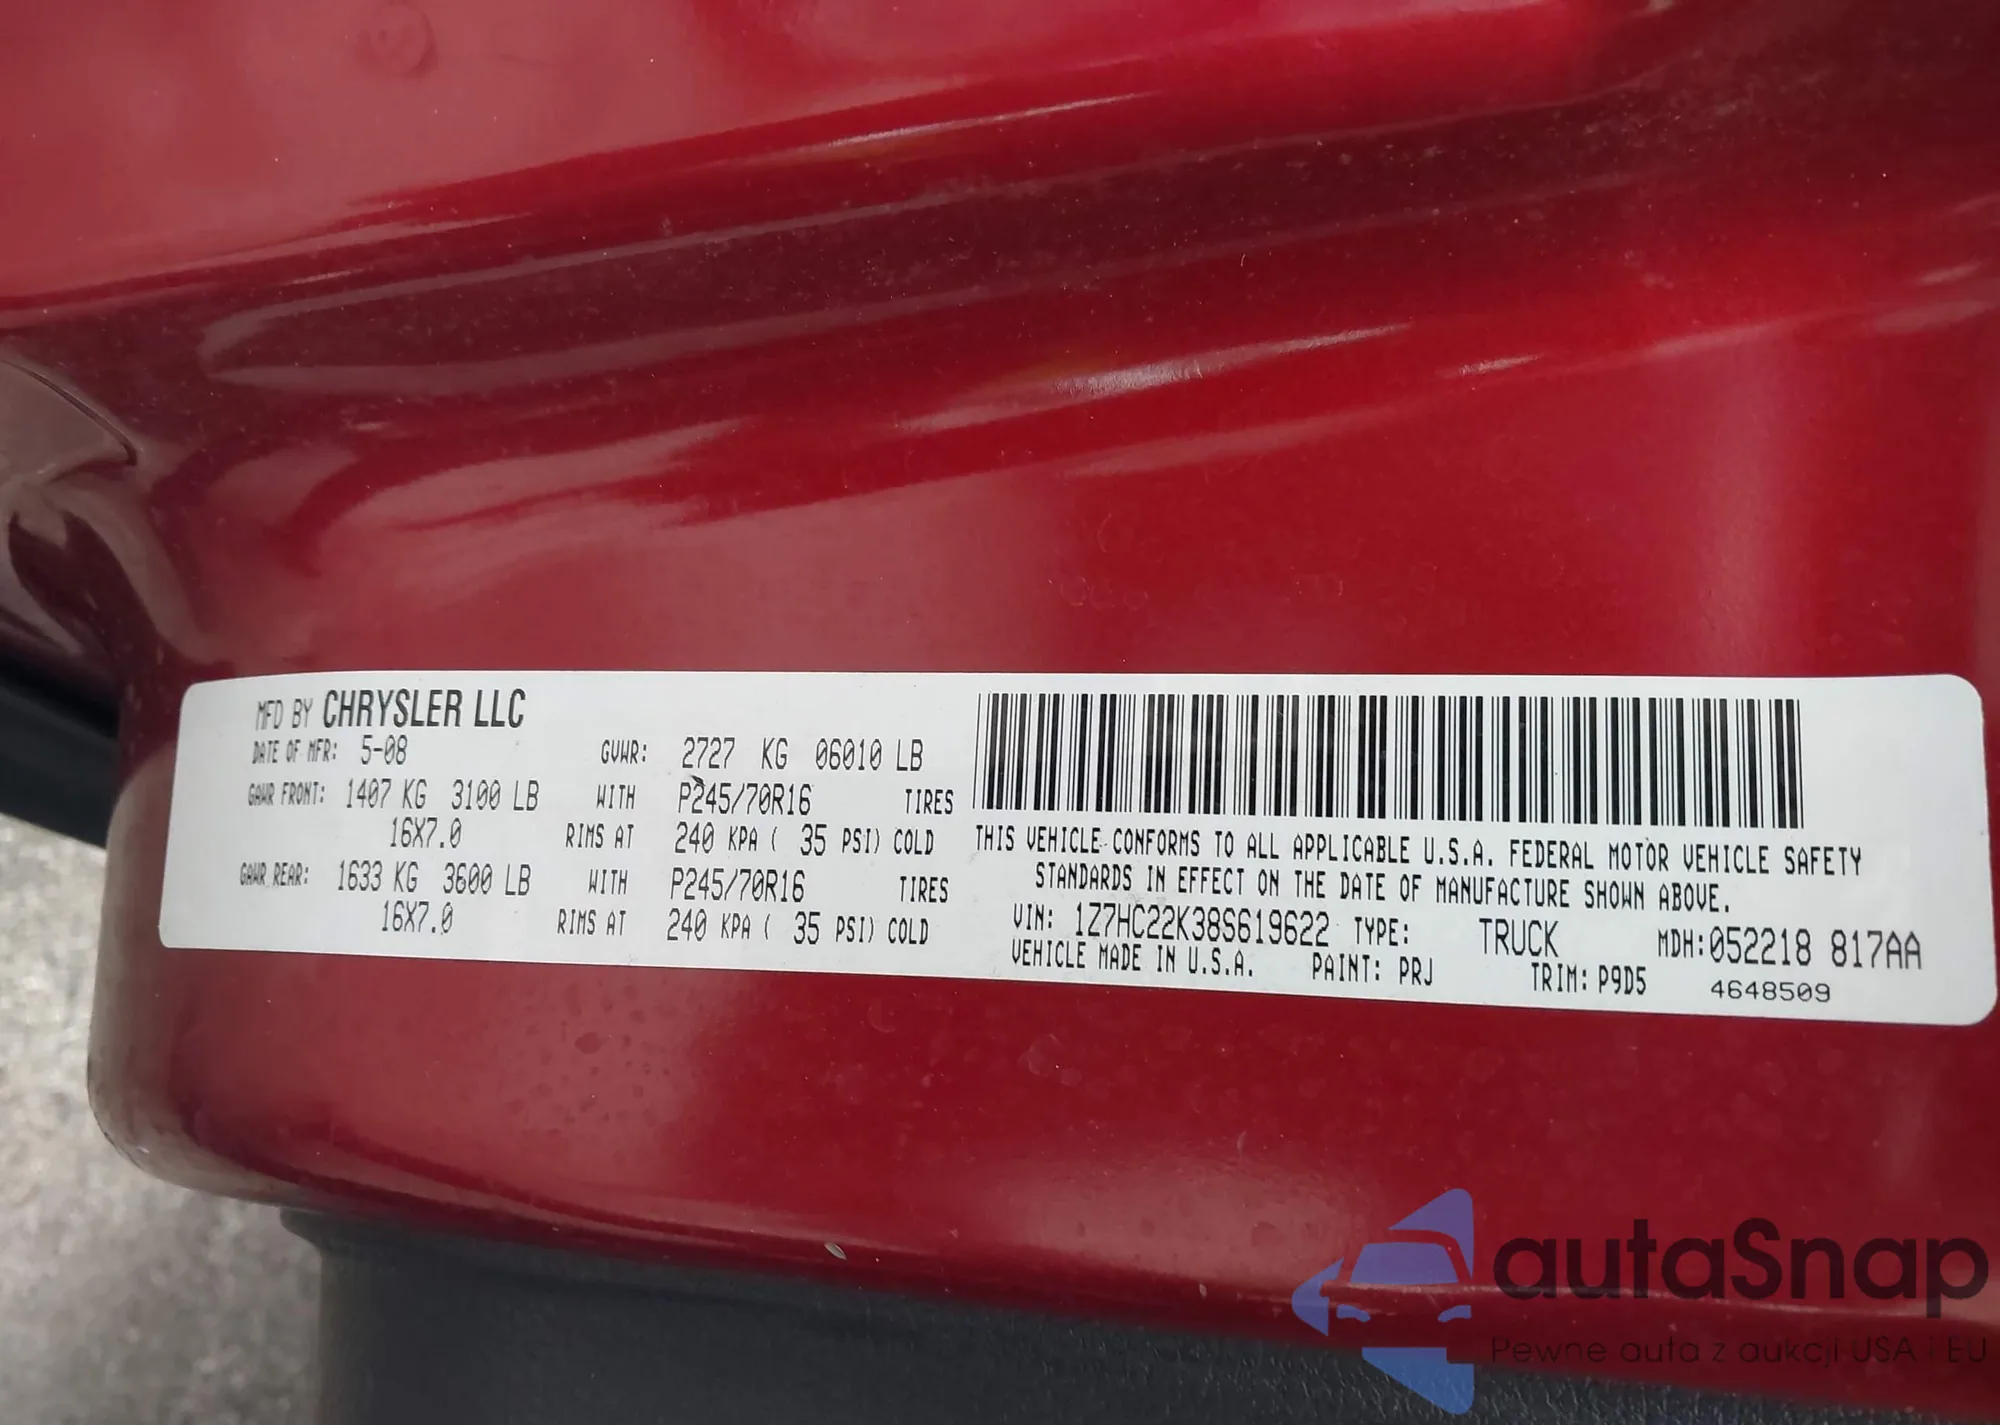 MFD BY CHRYSLER LLC
DATE OF MFR: 5-08 GVWR: 2727 KG 06010 LB
GAWR FRONT: 1407 KG 3100 LB WITH P245/70R16 TIRES
16X7.0 RIMS AT 240 KPA ( 35 PSI) COLD
GAWR REAR: 1633 KG 3600 LB WITH P245/70R16 TIRES
16X7.0 RIMS AT 240 KPA ( 35 PSI) COLD
THIS VEHICLE CONFORMS TO ALL APPLICABLE U.S.A. FEDERAL MOTOR VEHICLE SAFETY
STANDARDS IN EFFECT ON THE DATE OF MANUFACTURE SHOWN ABOVE.
VIN: 1Z7HC22K38S619622 TYPE: TRUCK MDH:052218 817AA
VEHICLE MADE IN U.S.A. PAINT: PRJ TRIM: P9D5 4648509
autaSnap
Pewne auta z aukcji USA i EU